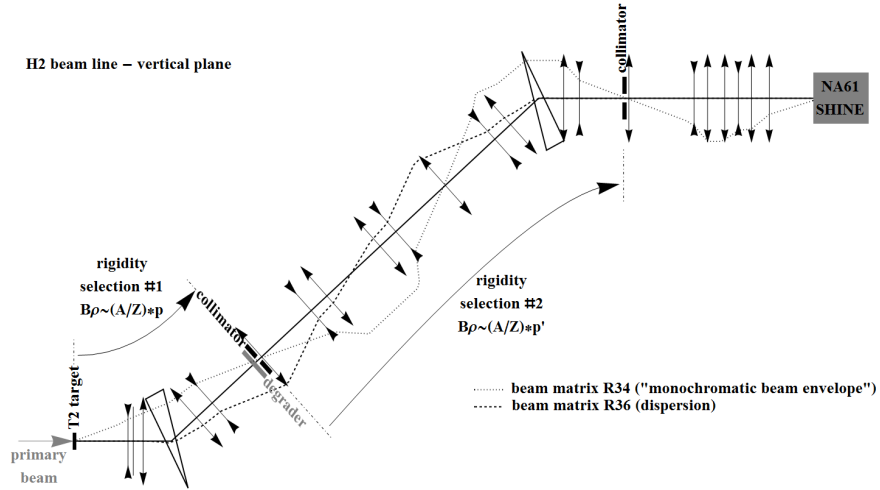 H2 beam line – vertical plane
collimator
NA61
SHINE
rigidity
selection #1
Bρ~(A/Z)*p
collimator
degrader
rigidity
selection #2
Bρ~(A/Z)*p'
T2 target
primary
beam
beam matrix R34 ("monochromatic beam envelope")
beam matrix R36 (dispersion)